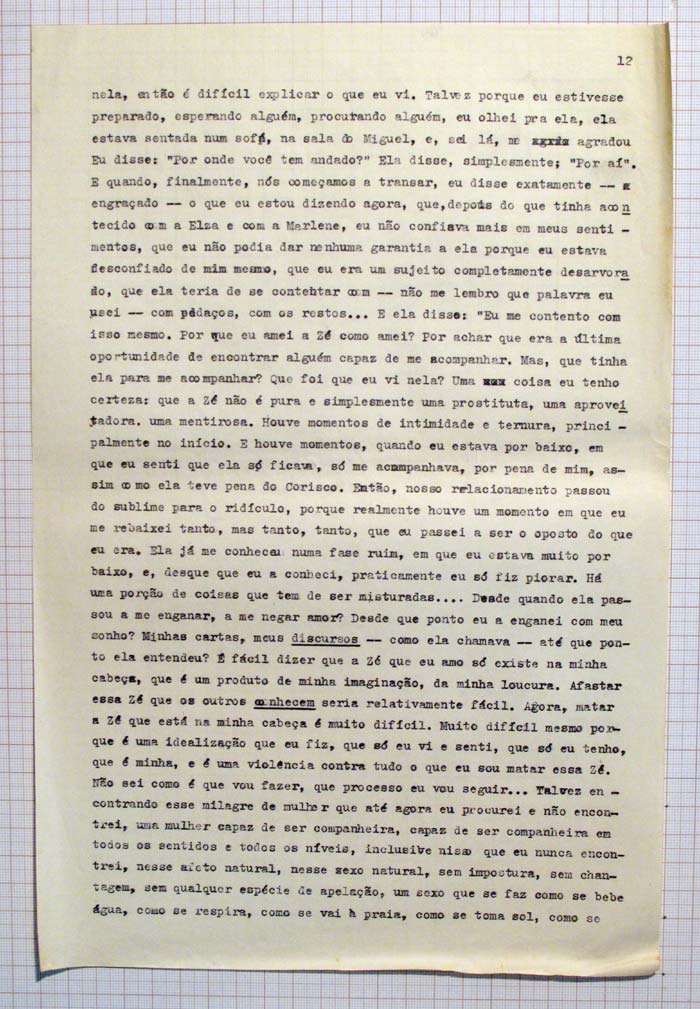 12
nela, então é difícil explicar o que eu vi. Talvez porque eu estivesse
preparado, esperando alguém, procurando alguém, eu olhei pra ela, ela
estava sentada num sofá, na sala do Miguel, e, sei lá, me agradou
Eu disse: "Por onde você tem andado?" Ela disse, simplesmente; "Por aí".
E quando, finalmente, nós começamos a transar, eu disse exatamente —
engraçado — o que eu estou dizendo agora, que, depois do que tinha acon
tecido com a Elza e com a Marlene, eu não confiava mais em meus senti -
mentos, que eu não podia dar nenhuma garantia a ela porque eu estava
desconfiado de mim mesmo, que eu era um sujeito completamente desarvora
do, que ela teria de se contentar com — não me lembro que palavra eu
usei — com pedaços, com os restos... E ela disse: "Eu me contento com
isso mesmo. Por que eu amei a Zé como amei? Por achar que era a última
oportunidade de encontrar alguém capaz de me acompanhar. Mas, que tinha
ela para me acompanhar? Que foi que eu vi nela? Uma coisa eu tenho
certeza: que a Zé não é pura e simplesmente uma prostituta, uma aprovei
tadora. uma mentirosa. Houve momentos de intimidade e ternura, princi -
palmente no início. E houve momentos, quando eu estava por baixo, em
que eu senti que ela só ficava, só me acompanhava, por pena de mim, as-
sim como ela teve pena do Corisco. Então, nosso relacionamento passou
do sublime para o ridículo, porque realmente houve um momento em que eu
me rebaixei tanto, mas tanto, tanto, que eu passei a ser o oposto do que
eu era. Ela já me conheceu numa fase ruim, em que eu estava muito por
baixo, e, desque que eu a conheci, praticamente eu só fiz piorar. Há
uma porção de coisas que tem de ser misturadas.... Desde quando ela pas-
sou a me enganar, a me negar amor? Desde que ponto eu a enganei com meu
sonho? Minhas cartas, meus discursos — como ela chamava — até que pon-
to ela entendeu? É fácil dizer que a Zé que eu amo só existe na minha
cabeça, que é um produto de minha imaginação, da minha loucura. Afastar
essa Zé que os outros conhecem seria relativamente fácil. Agora, matar
a Zé que está na minha cabeça é muito difícil. Muito difícil mesmo por-
que é uma idealização que eu fiz, que só eu vi e senti, que só eu tenho,
que é minha, e é uma violência contra tudo o que eu sou matar essa Zé.
Não sei como é que vou fazer, que processo eu vou seguir... Talvez en -
contrando esse milagre de mulher que até agora eu procurei e não encon-
trei, uma mulher capaz de ser companheira, capaz de ser companheira em
todos os sentidos e todos os níveis, inclusive nisso que eu nunca encon-
trei, nesse afeto natural, nesse sexo natural, sem impostura, sem chan-
tagem, sem qualquer espécie de apelação, um sexo que se faz como se bebe
água, como se respira, como se vai à praia, como se toma sol, como se